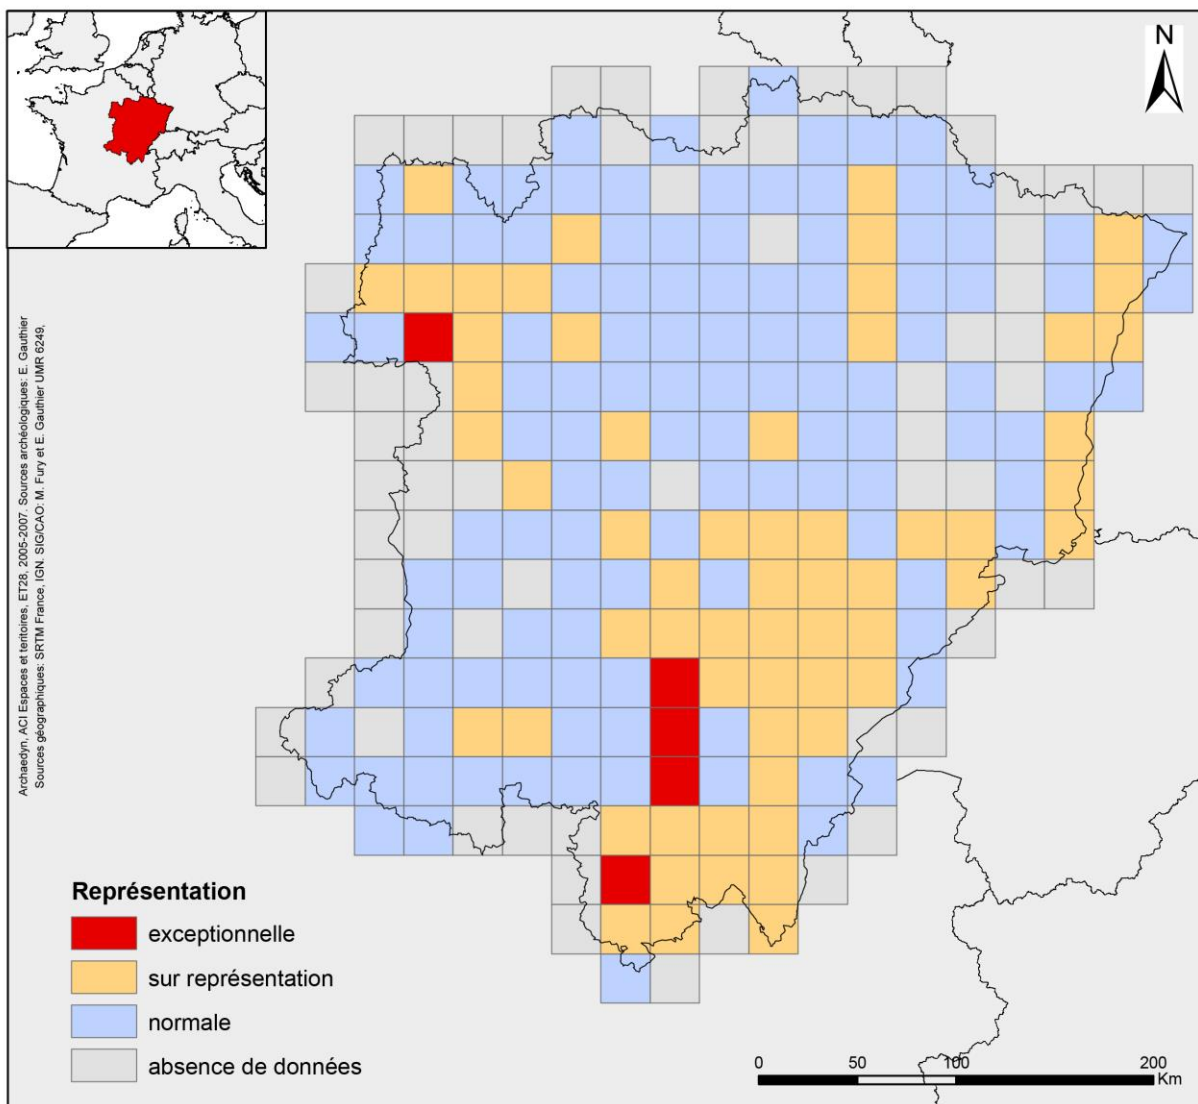 N
Archaedyn, ACI Espaces et territoires, ET28, 2005-2007. Sources archéologiques: E. Gauthier
Sources géographiques: SRTM France, IGN. SIG/CAO: M. Fury et E. Gauthier UMR 6249,
Représentation
exceptionnelle
sur représentation
normale
absence de données
0 50 100 200
Km